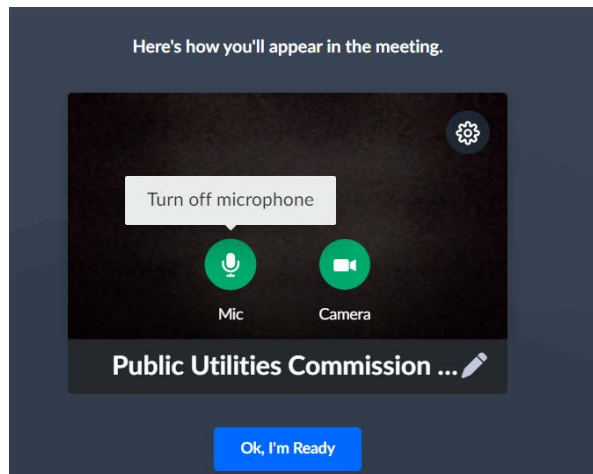 Here's how you'll appear in the meeting.
Turn off microphone
Mic Camera
Public Utilities Commission ...
Ok, I'm Ready